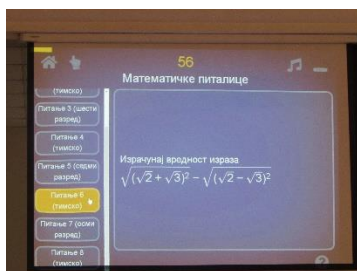 56
Математичке питалице
(тимско)
Питање 3 (шести
разред)
Питање 4
(тимско)
Питање 5 (седми
разред)
Питање 6
(тимско)
Питање 7 (осми
разред)
Питање 8
(тимско)
Израчунај вредност израза
√(√2 + √3)² − √(√2 − √3)²
?